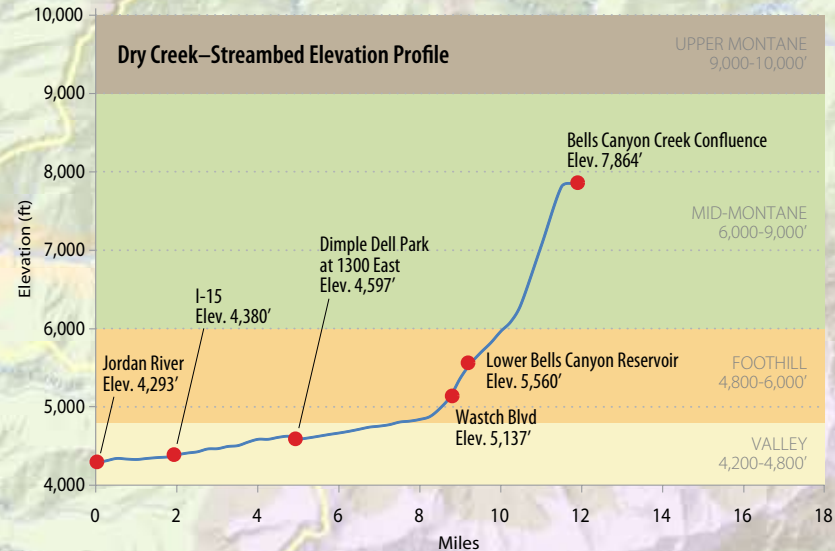 10,000
Dry Creek–Streambed Elevation Profile
UPPER MONTANE
9,000-10,000’
9,000
Bells Canyon Creek Confluence
Elev. 7,864’
8,000
MID-MONTANE
6,000-9,000’
Elevation (ft)
7,000
Dimple Dell Park
at 1300 East
Elev. 4,597’
I-15
Elev. 4,380’
6,000
Jordan River
Elev. 4,293’
Lower Bells Canyon Reservoir
Elev. 5,560’
FOOTHILL
4,800-6,000’
5,000
Wastch Blvd
Elev. 5,137’
VALLEY
4,200-4,800’
4,000
0 2 4 6 8 10 12 14 16 18
Miles